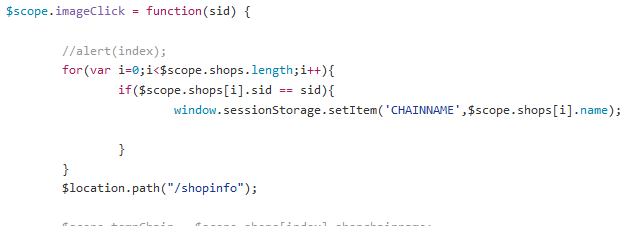 $scope.imageClick = function(sid) {
//alert(index);
for(var i=0;i<$scope.shops.length;i++){
if($scope.shops[i].sid == sid){
window.sessionStorage.setItem('CHAINNAME',$scope.shops[i].name);
}
}
$location.path("/shopinfo");